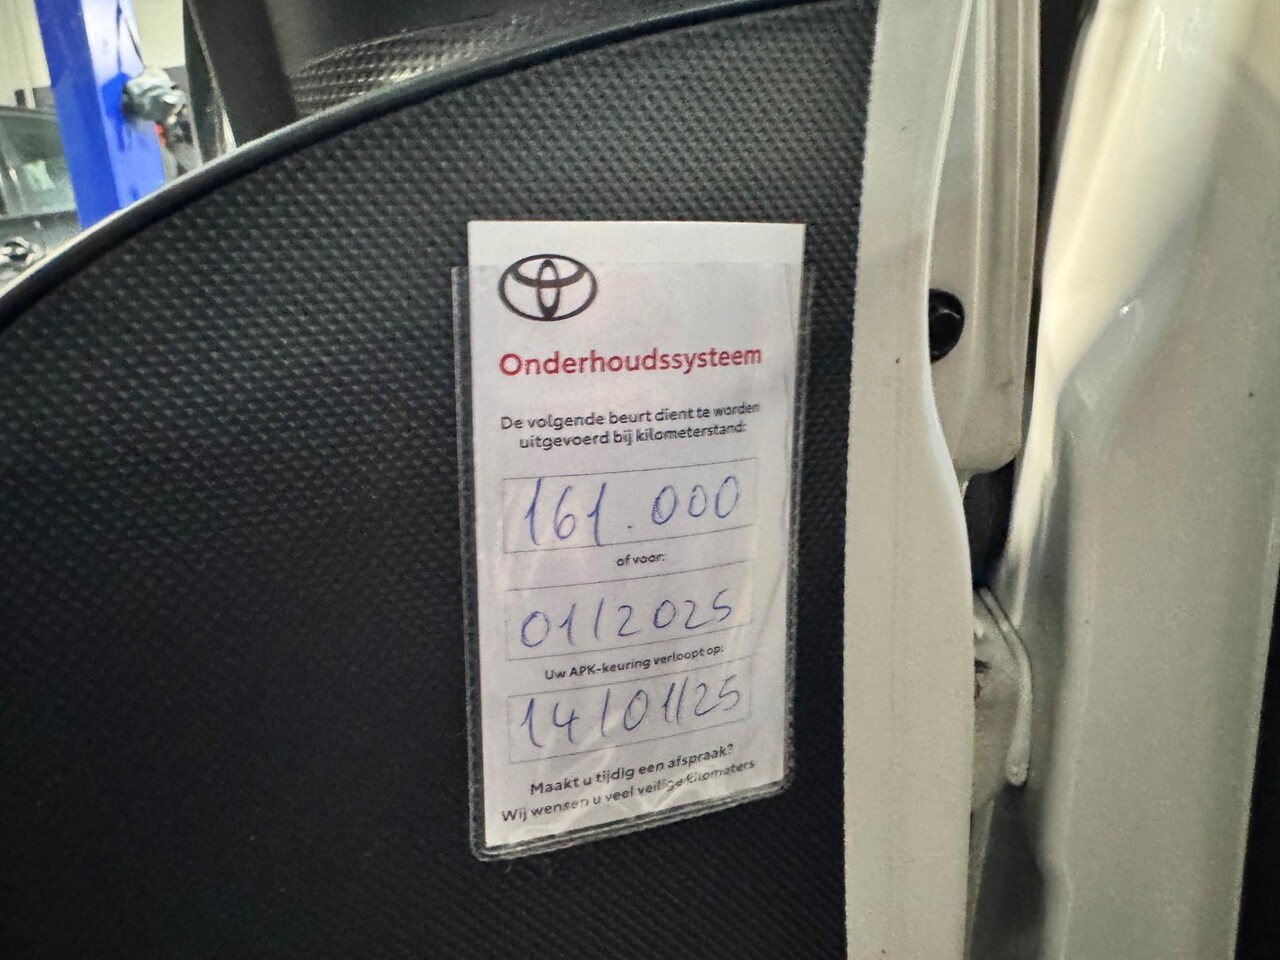 Onderhoudssysteem
De volgende beurt dient te worden
uitgevoerd bij kilometerstand:
161.000
of voor:
01/2025
Uw APK-keuring verloopt op:
14/01/25
Maakt u tijdig een afspraak?
Wij wensen u veel veilige kilometers